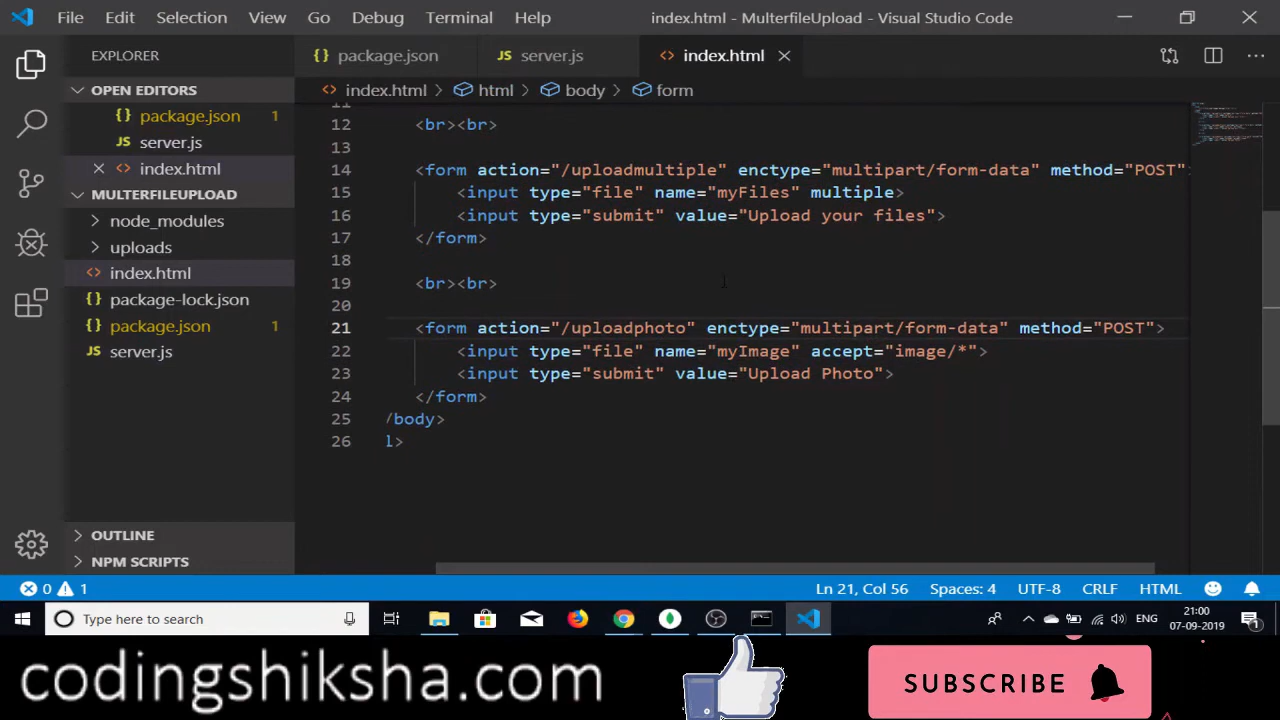 File Edit Selection View Go Debug Terminal Help index.html - MulterfileUpload - Visual Studio Code
EXPLORER
OPEN EDITORS
{} package.json 1
JS server.js
<> index.html
MULTERFILEUPLOAD
node_modules
uploads
<> index.html
{} package-lock.json
{} package.json 1
JS server.js
OUTLINE
NPM SCRIPTS
{} package.json JS server.js <> index.html
<> index.html > html > body > form
12 <br><br>
13
14 <form action="/uploadmultiple" enctype="multipart/form-data" method="POST"
15 <input type="file" name="myFiles" multiple>
16 <input type="submit" value="Upload your files">
17 </form>
18
19 <br><br>
20
21 <form action="/uploadphoto" enctype="multipart/form-data" method="POST">
22 <input type="file" name="myImage" accept="image/*">
23 <input type="submit" value="Upload Photo">
24 </form>
25 /body>
26 l>
0 1 Ln 21, Col 56 Spaces: 4 UTF-8 CRLF HTML
Type here to search
ENG
21:00
07-09-2019
1
codingshiksha.com
SUBSCRIBE